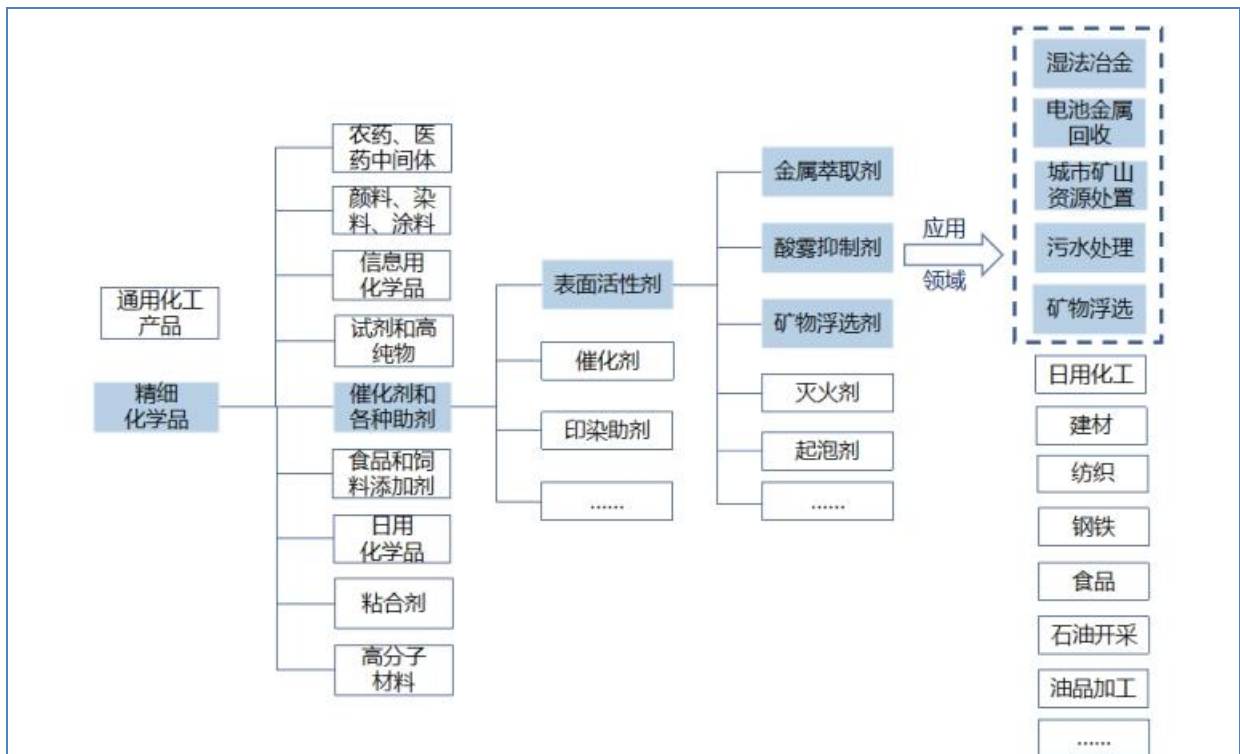 通用化工
产品
精细
化学品
农药、医
药中间体
颜料、染
料、涂料
信息用
化学品
试剂和高
纯物
催化剂和
各种助剂
食品和饲
料添加剂
日用
化学品
粘合剂
高分子
材料
表面活性剂
催化剂
印染助剂
......
金属萃取剂
酸雾抑制剂
矿物浮选剂
灭火剂
起泡剂
......
应用
领域
湿法冶金
电池金属
回收
城市矿山
资源处置
污水处理
矿物浮选
日用化工
建材
纺织
钢铁
食品
石油开采
油品加工
......